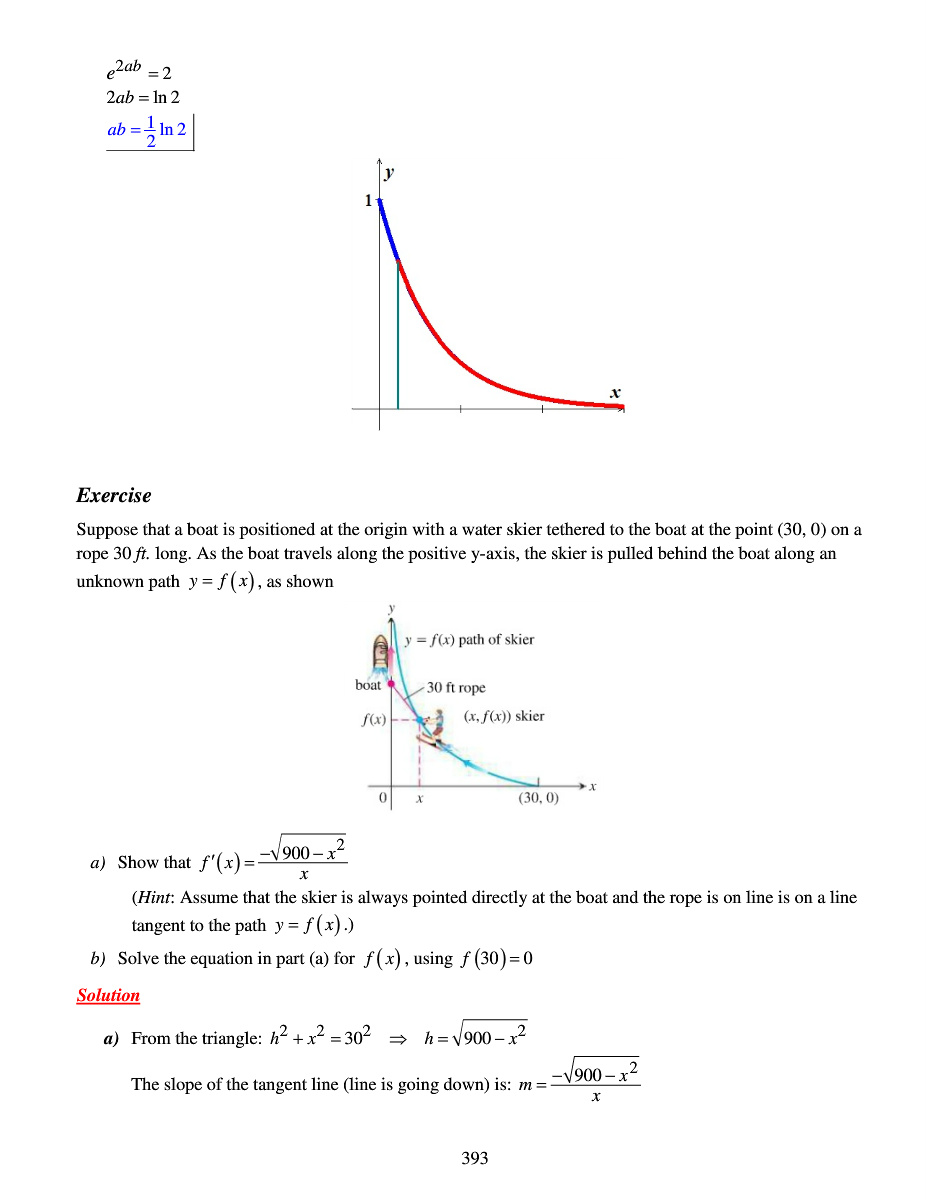 e^{2ab} = 2
2ab = ln 2
ab = \frac{1}{2} ln 2
y
1
x
Exercise
Suppose that a boat is positioned at the origin with a water skier tethered to the boat at the point (30, 0) on a
rope 30 ft. long. As the boat travels along the positive y-axis, the skier is pulled behind the boat along an
unknown path y = f(x), as shown
y
y = f(x) path of skier
boat
30 ft rope
f(x)
(x, f(x)) skier
x
0
x
(30, 0)
a) Show that f'(x) = \frac{-\sqrt{900 - x^2}}{x}
(Hint: Assume that the skier is always pointed directly at the boat and the rope is on line is on a line
tangent to the path y = f(x).)
b) Solve the equation in part (a) for f(x), using f(30) = 0
Solution
a) From the triangle: h^2 + x^2 = 30^2 ⇒ h = \sqrt{900 - x^2}
The slope of the tangent line (line is going down) is: m = \frac{-\sqrt{900 - x^2}}{x}
393